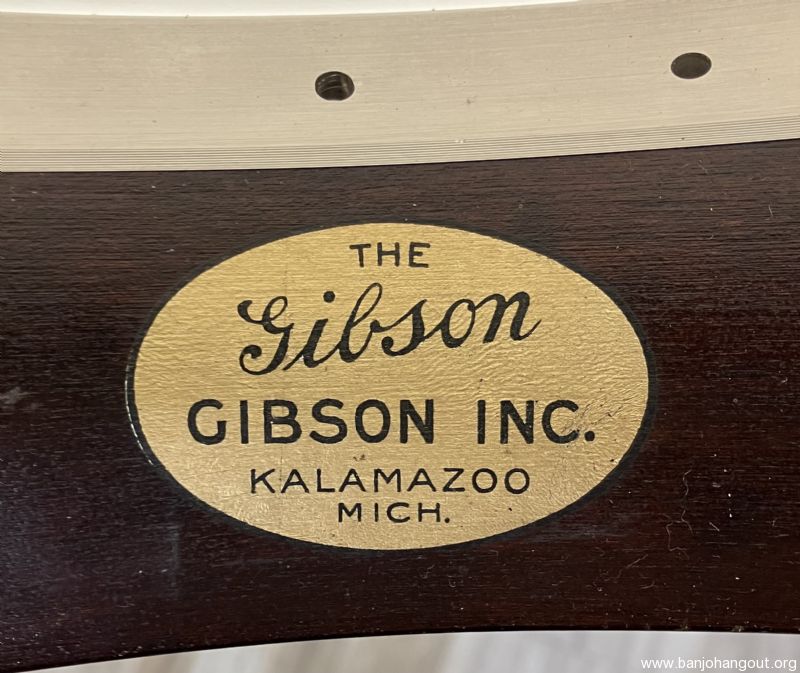 THE
Gibson
GIBSON INC.
KALAMAZOO
MICH.
www.banjohangout.org